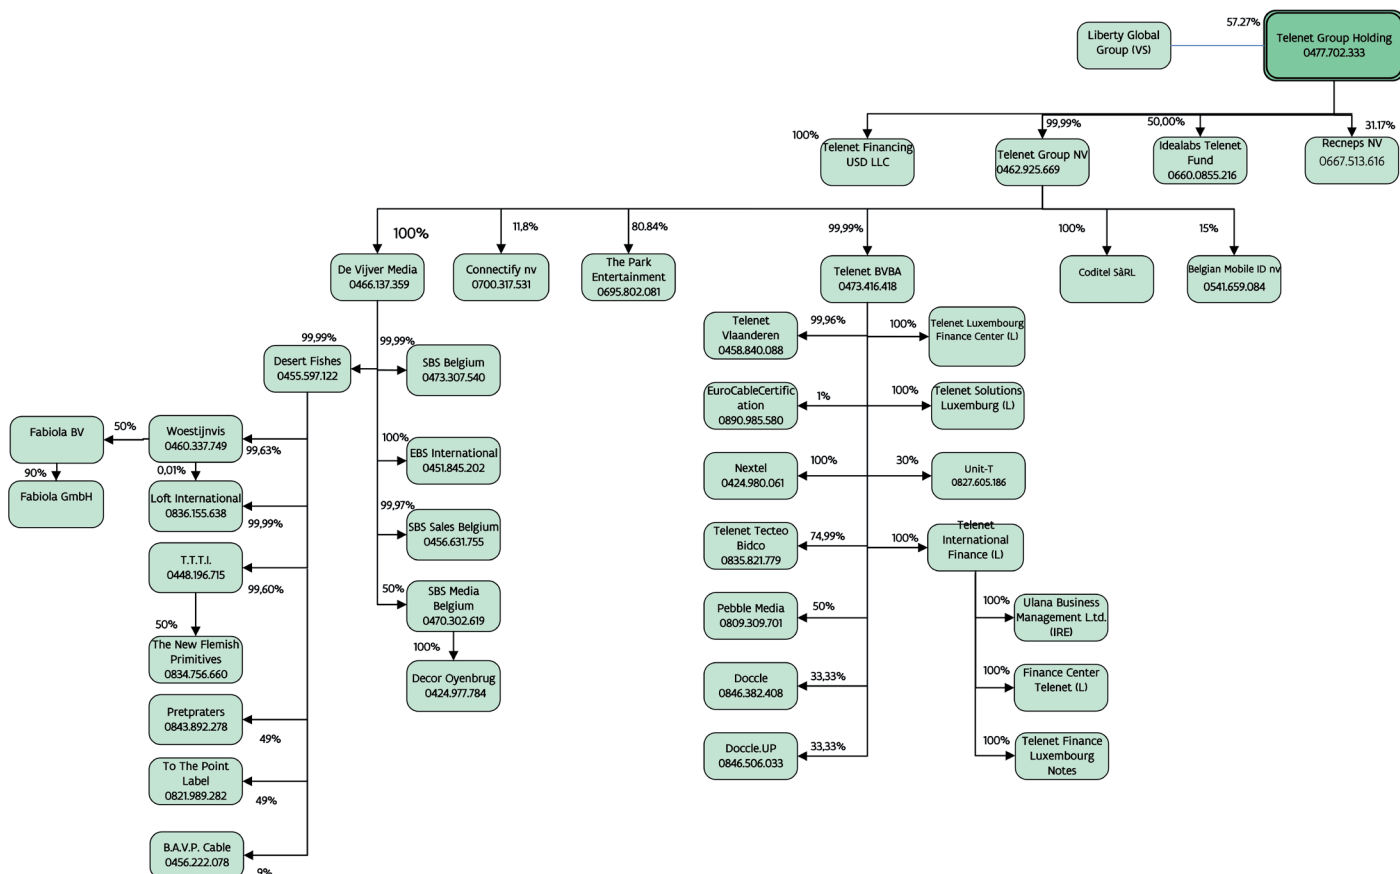 57.27%
Liberty Global
Group (VS)
Telenet Group Holding
0477.702.333
100%
Telenet Financing
USD LLC
99,99%
Telenet Group NV
0462.925.669
50,00%
Idealabs Telenet
Fund
0660.0855.216
31.17%
Recneps NV
0667.513.616
100%
De Vijver Media
0466.137.359
11,8%
Connectify nv
0700.317.531
80.84%
The Park
Entertainment
0695.802.081
99,99%
Telenet BVBA
0473.416.418
100%
Coditel SàRL
15%
Belgian Mobile ID nv
0541.659.084
99,99%
Desert Fishes
0455.597.122
99,99%
SBS Belgium
0473.307.540
100%
EBS International
0451.845.202
99,97%
SBS Sales Belgium
0456.631.755
50%
SBS Media
Belgium
0470.302.619
100%
Decor Oyenbrug
0424.977.784
Fabiola BV
50%
Woestijnvis
0460.337.749
99,63%
90%
Fabiola GmbH
0,01%
Loft International
0836.155.638
99,99%
T.T.T.I.
0448.196.715
99,60%
50%
The New Flemish
Primitives
0834.756.660
Pretpraters
0843.892.278
49%
To The Point
Label
0821.989.282
49%
B.A.V.P. Cable
0456.222.078
9%
Telenet
Vlaanderen
0458.840.088
99,96%
100%
Telenet Luxembourg
Finance Center (L)
EuroCableCertific
ation
0890.985.580
1%
100%
Telenet Solutions
Luxemburg (L)
Nextel
0424.980.061
100%
30%
Unit-T
0827.605.186
Telenet Tecteo
Bidco
0835.821.779
74,99%
100%
Telenet
International
Finance (L)
Pebble Media
0809.309.701
50%
100%
Ulana Business
Management L.td.
(IRE)
Doccle
0846.382.408
33,33%
100%
Finance Center
Telenet (L)
Doccle.UP
0846.506.033
33,33%
100%
Telenet Finance
Luxembourg
Notes